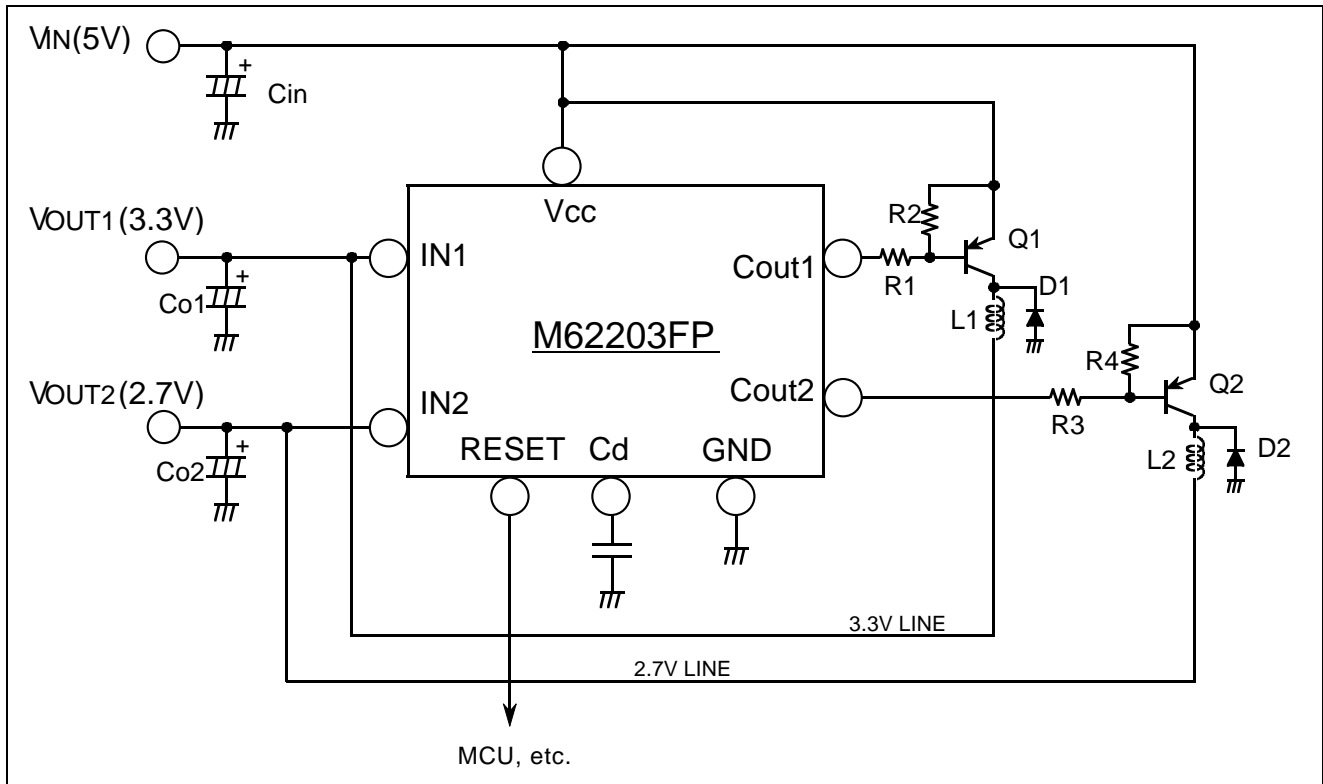 VIN(5V)
+
Cin
Vcc
VOUT1(3.3V)
IN1
+
Co1
Cout1
R2
R1
Q1
D1
L1
M62203FP
VOUT2(2.7V)
IN2
+
Co2
Cout2
R4
R3
Q2
D2
L2
RESET
Cd
GND
3.3V LINE
2.7V LINE
MCU, etc.